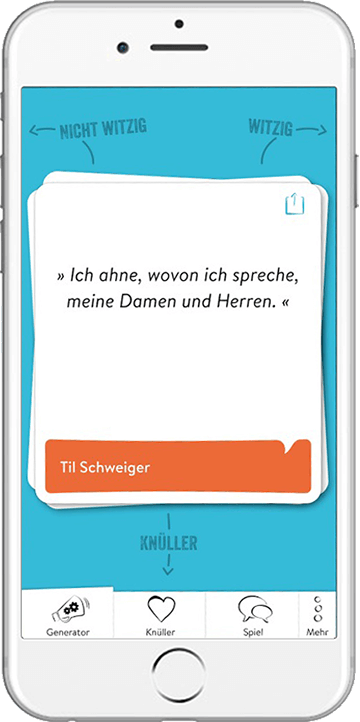 NICHT WITZIG
WITZIG
» Ich ahne, wovon ich spreche,
meine Damen und Herren. «
Til Schweiger
KNÜLLER
Generator
Knüller
Spiel
Mehr